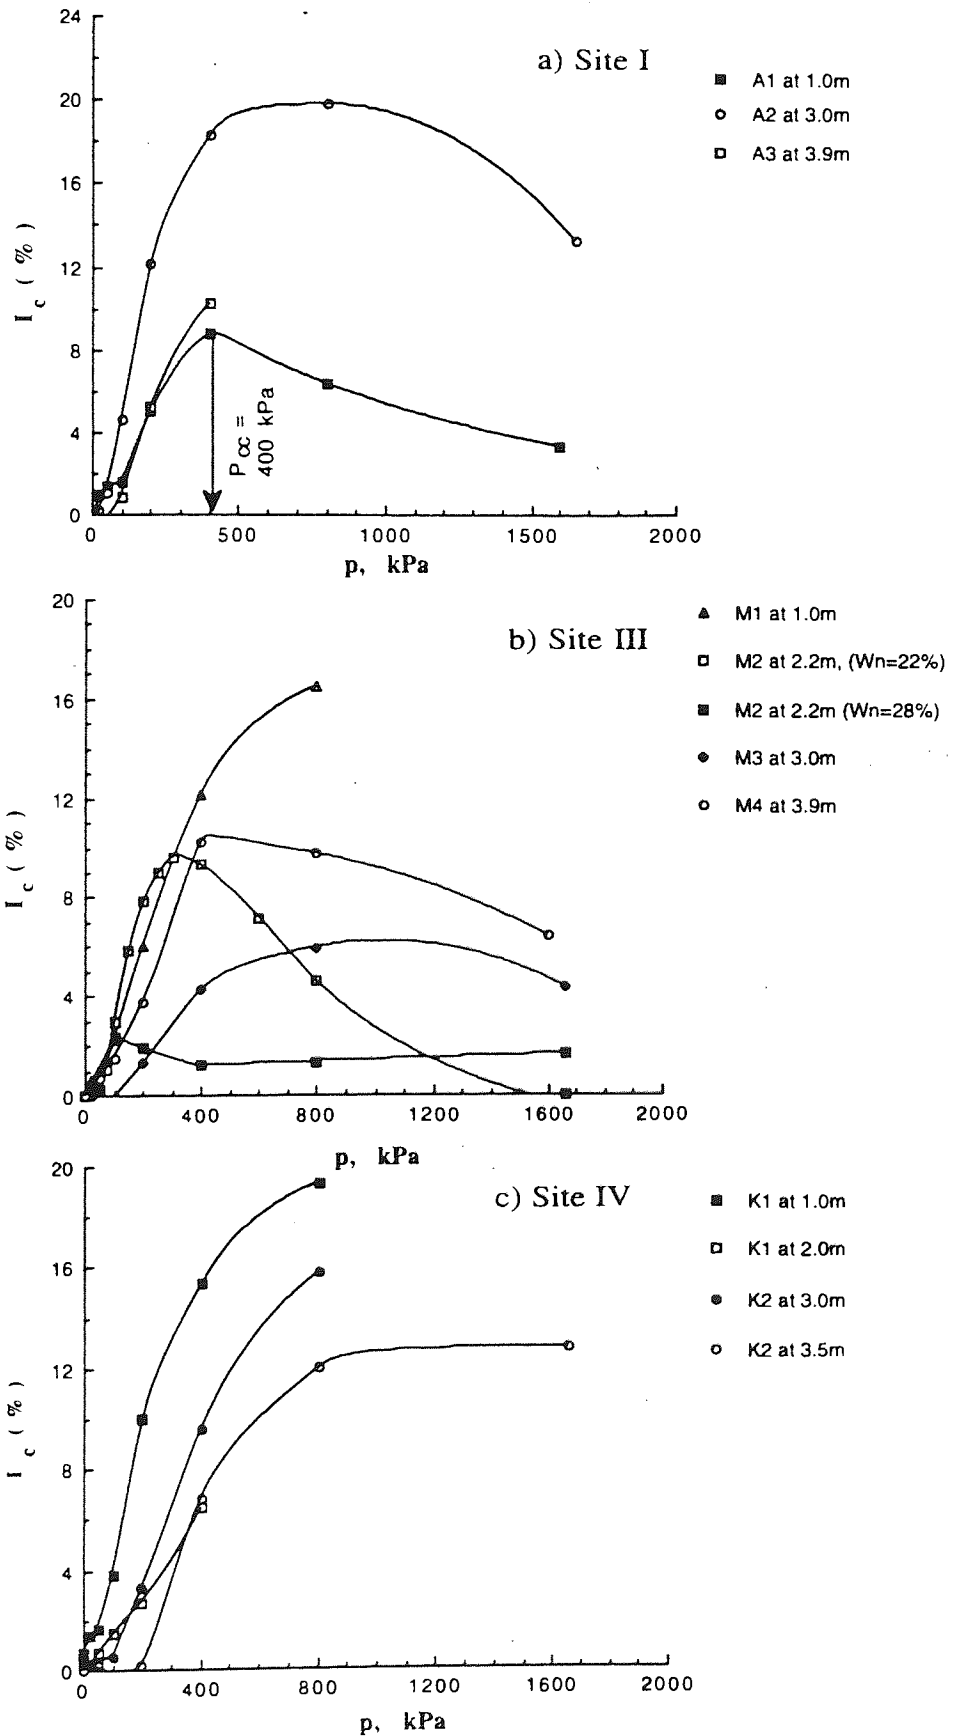 24
a) Site I
A1 at 1.0m
20
A2 at 3.0m
A3 at 3.9m
16
I c ( % )
12
8
P cc =
400 kPa
4
0
0 500 1000 1500 2000
p, kPa
20
M1 at 1.0m
b) Site III
M2 at 2.2m, (Wn=22%)
16
M2 at 2.2m (Wn=28%)
M3 at 3.0m
12
M4 at 3.9m
I c ( % )
8
4
0
0 400 800 1200 1600 2000
p, kPa
20
c) Site IV
K1 at 1.0m
K1 at 2.0m
16
K2 at 3.0m
K2 at 3.5m
12
I c ( % )
8
4
0
0 400 800 1200 1600 2000
p, kPa